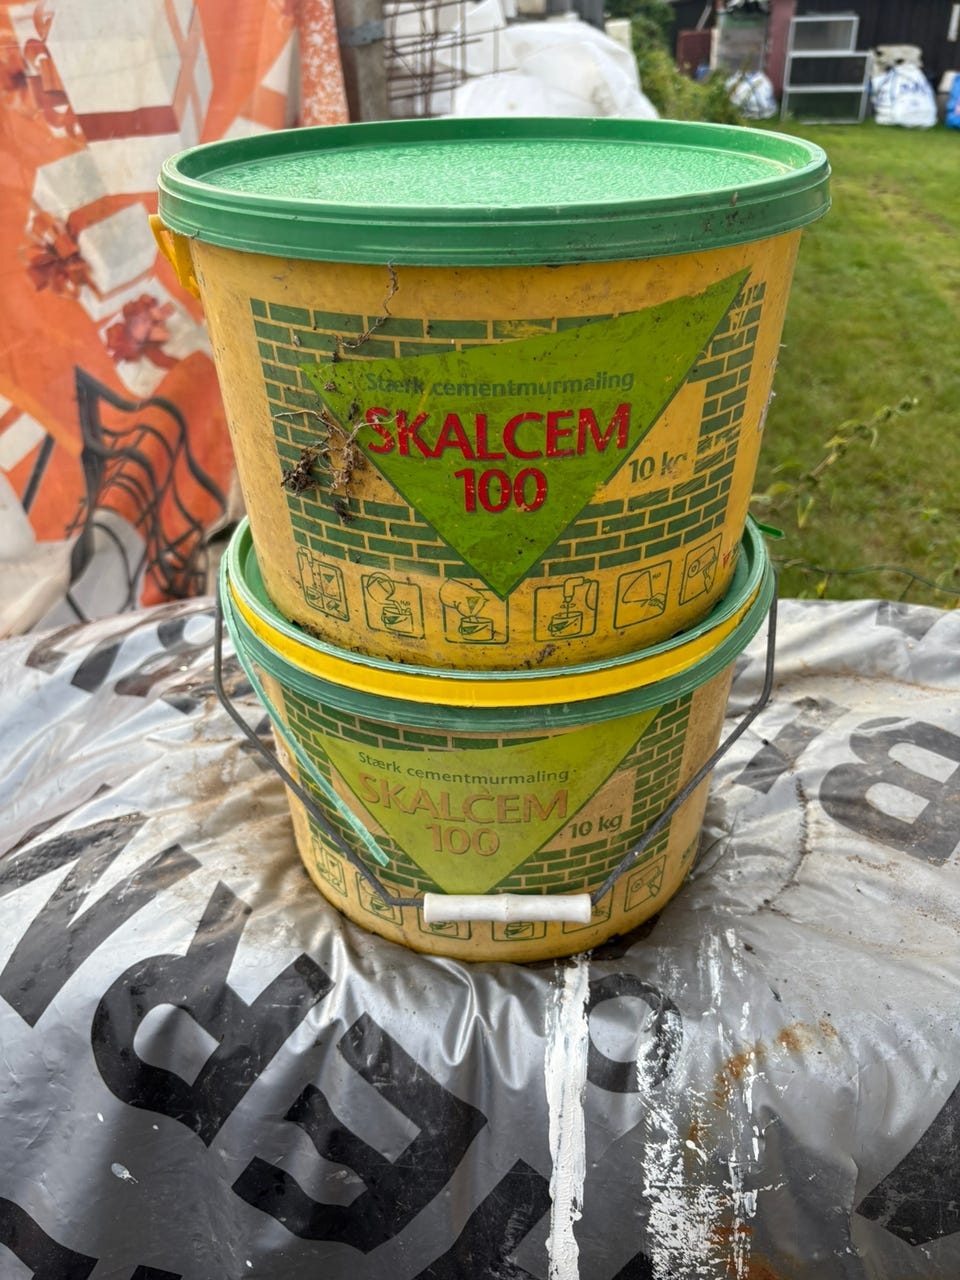 Stærk cementmurmaling
SKALCEM
100
10 kg
Stærk cementmurmaling
SKALCEM
100
10 kg